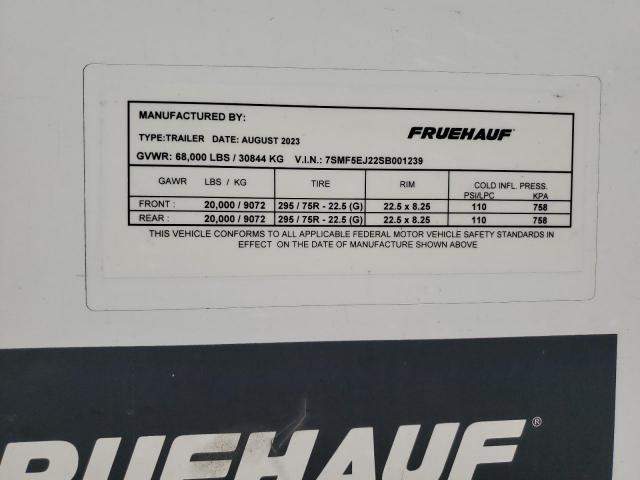 MANUFACTURED BY:
FRUEHAUF®
TYPE:TRAILER DATE: AUGUST 2023
GVWR: 68,000 LBS / 30844 KG V.I.N.: 7SMF5EJ22SB001239
GAWR LBS / KG TIRE RIM COLD INFL. PRESS.
PSI/LPC KPA
FRONT : 20,000 / 9072 295 / 75R - 22.5 (G) 22.5 x 8.25 110 758
REAR : 20,000 / 9072 295 / 75R - 22.5 (G) 22.5 x 8.25 110 758
THIS VEHICLE CONFORMS TO ALL APPLICABLE FEDERAL MOTOR VEHICLE SAFETY STANDARDS IN
EFFECT ON THE DATE OF MANUFACTURE SHOWN ABOVE
RUEHAUF®